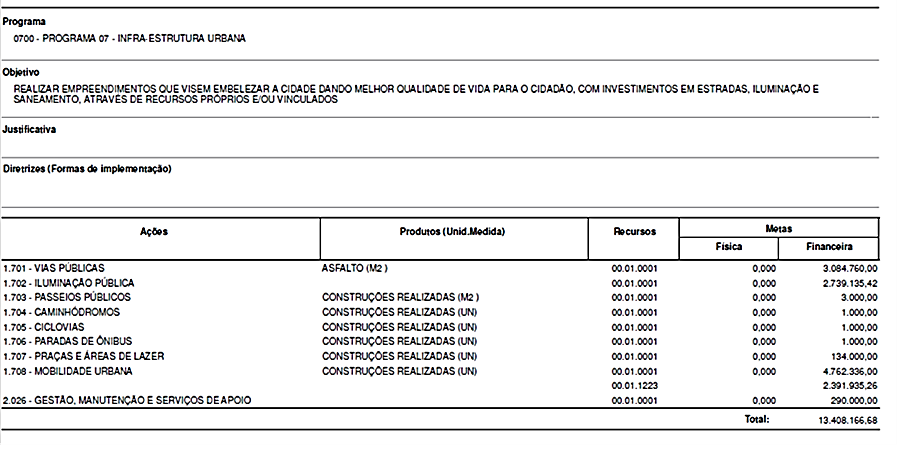 Programa
0700 - PROGRAMA 07 - INFRA-ESTRUTURA URBANA
Objetivo
REALIZAR EMPREENDIMENTOS QUE VISEM EMBELEZAR A CIDADE DANDO MELHOR QUALIDADE DE VIDA PARA O CIDADÃO, COM INVESTIMENTOS EM ESTRADAS, ILUMINAÇÃO E
SANEAMENTO, ATRAVÉS DE RECURSOS PRÓPRIOS E/OU VINCULADOS
Justificativa
Diretrizes (Formas de implementação)
Ações Produtos (Unid.Medida) Recursos Metas
Física Financeira
1.701 - VIAS PÚBLICAS ASFALTO (M2 ) 00.01.0001 0,000 3.084.760,00
1.702 - ILUMINAÇÃO PÚBLICA 00.01.0001 0,000 2.739.135,42
1.703 - PASSEIOS PÚBLICOS CONSTRUÇÕES REALIZADAS (M2 ) 00.01.0001 0,000 3.000,00
1.704 - CAMINHÓDROMOS CONSTRUÇÕES REALIZADAS (UN) 00.01.0001 0,000 1.000,00
1.705 - CICLOVIAS CONSTRUÇÕES REALIZADAS (UN) 00.01.0001 0,000 1.000,00
1.706 - PARADAS DE ÔNIBUS CONSTRUÇÕES REALIZADAS (UN) 00.01.0001 0,000 1.000,00
1.707 - PRAÇAS E ÁREAS DE LAZER CONSTRUÇÕES REALIZADAS (UN) 00.01.0001 0,000 134.000,00
1.708 - MOBILIDADE URBANA CONSTRUÇÕES REALIZADAS (UN) 00.01.0001 0,000 4.762.336,00
00.01.1223 2.391.935,26
2.026 - GESTÃO, MANUTENÇÃO E SERVIÇOS DE APOIO 00.01.0001 0,000 290.000,00
Total: 13.408.166,68